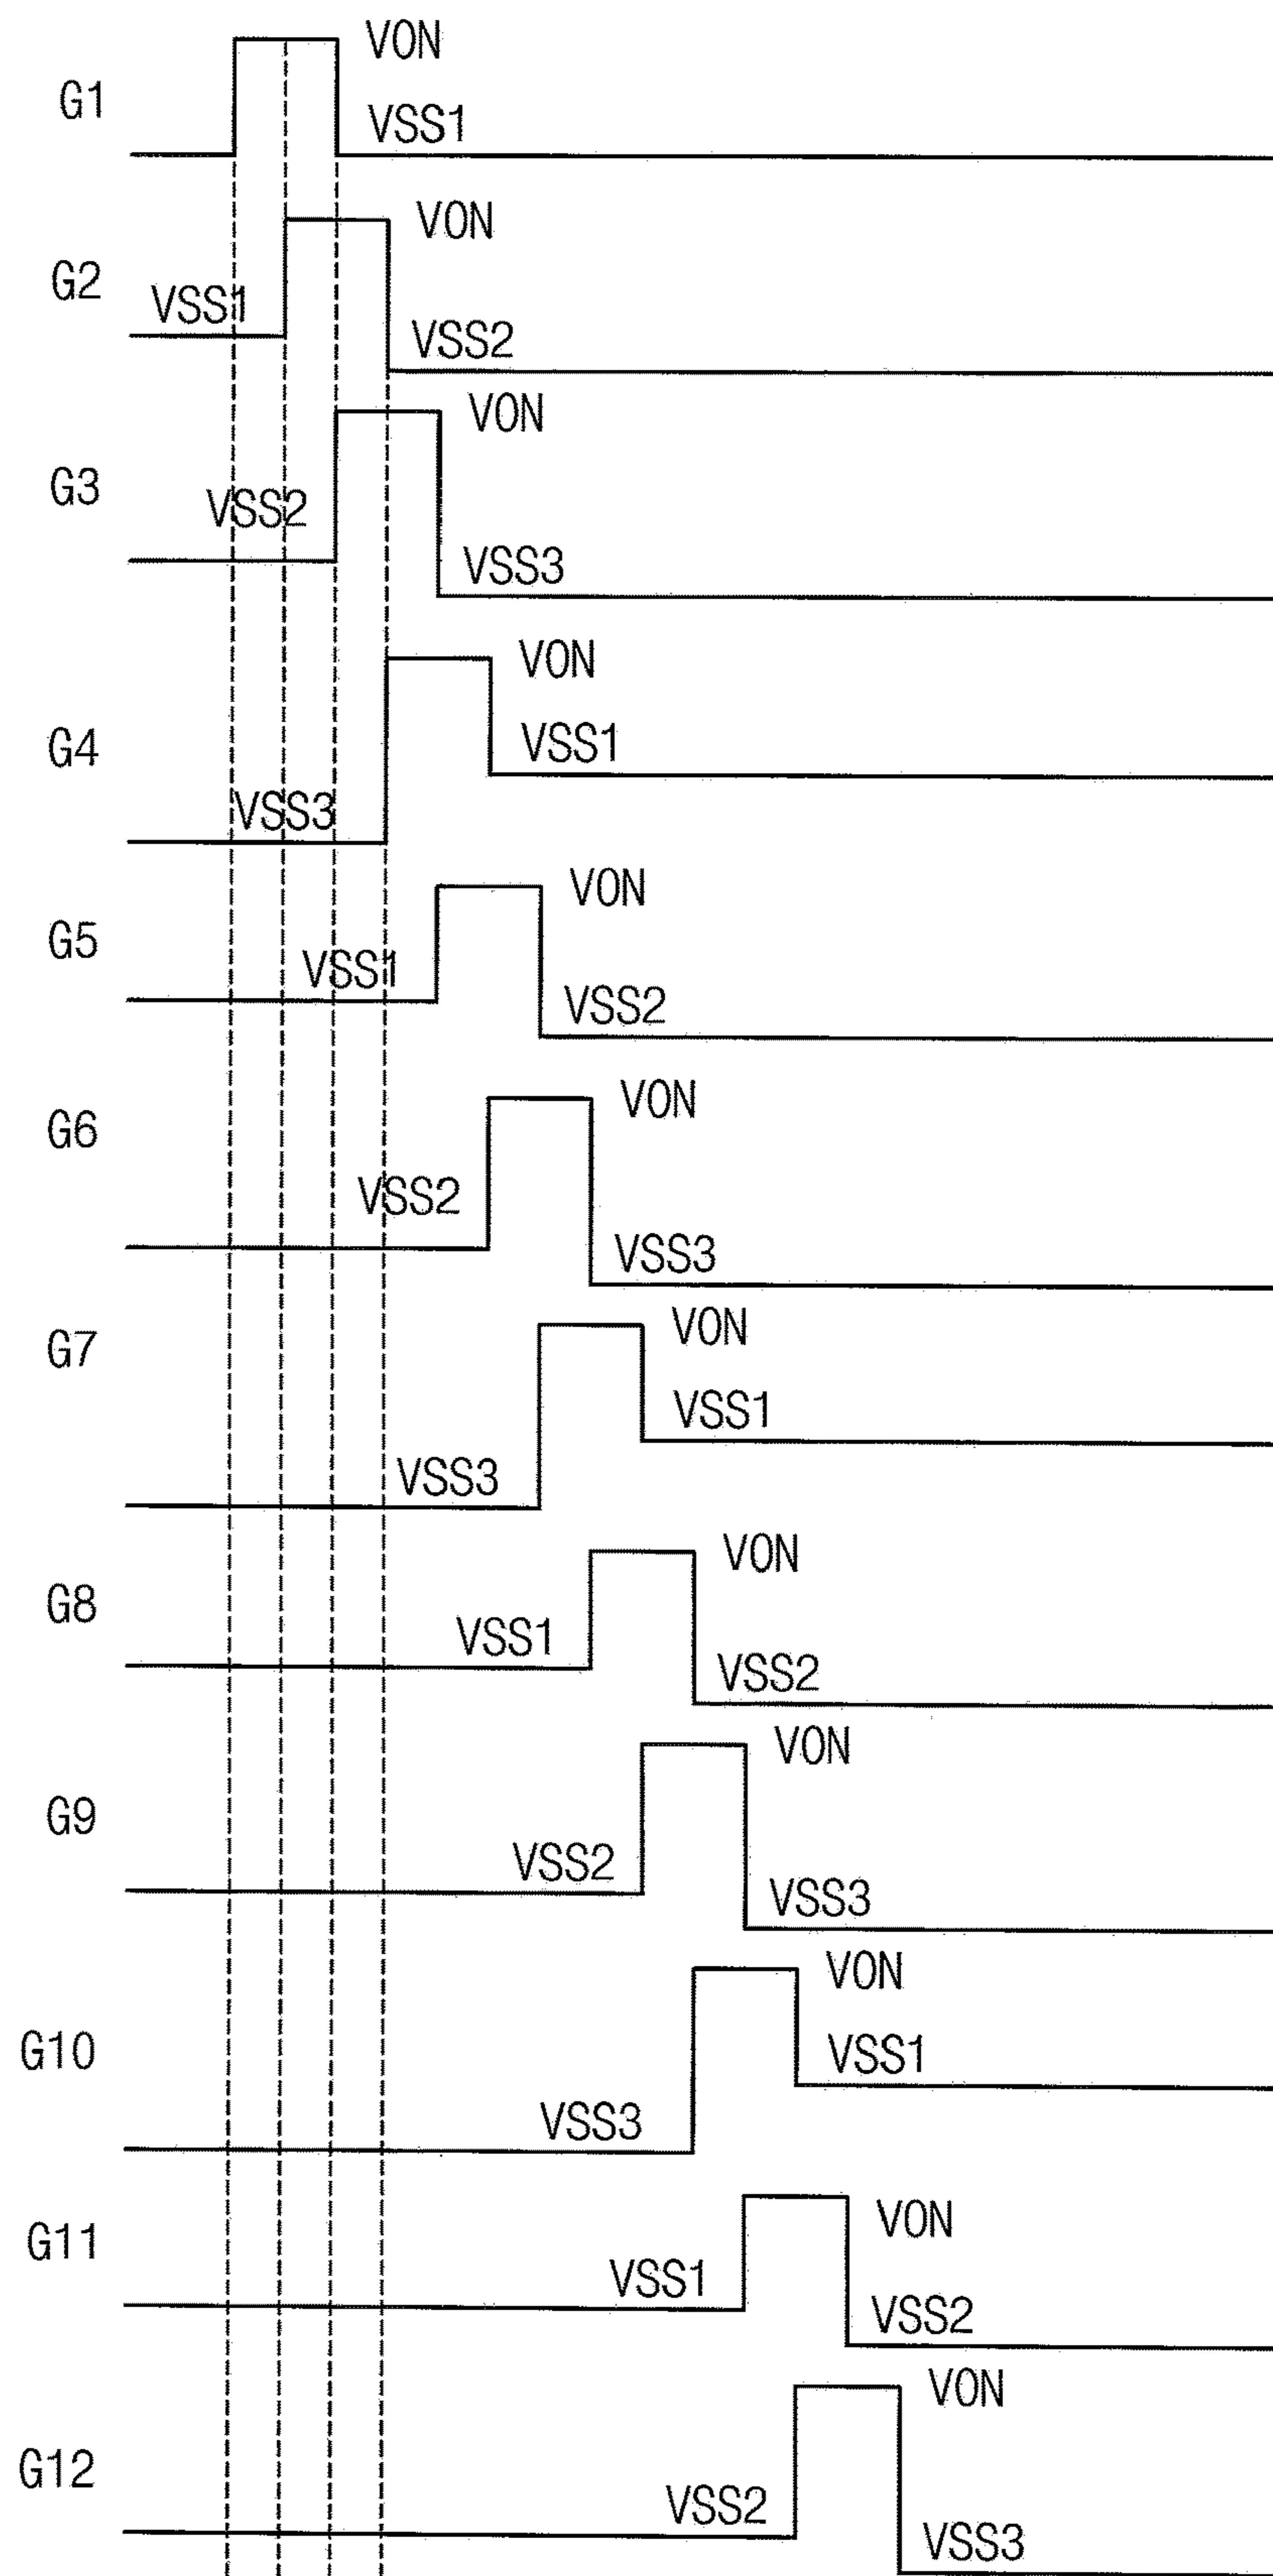 VON
G1
VSS1
VON
G2
VSS1
VSS2
VON
G3
VSS2
VSS3
VON
G4
VSS1
VSS3
VON
G5
VSS1
VSS2
VON
G6
VSS2
VSS3
VON
G7
VSS1
VSS3
VON
G8
VSS1
VSS2
VON
G9
VSS2
VSS3
VON
G10
VSS1
VSS3
VON
G11
VSS1
VSS2
VON
G12
VSS2
VSS3